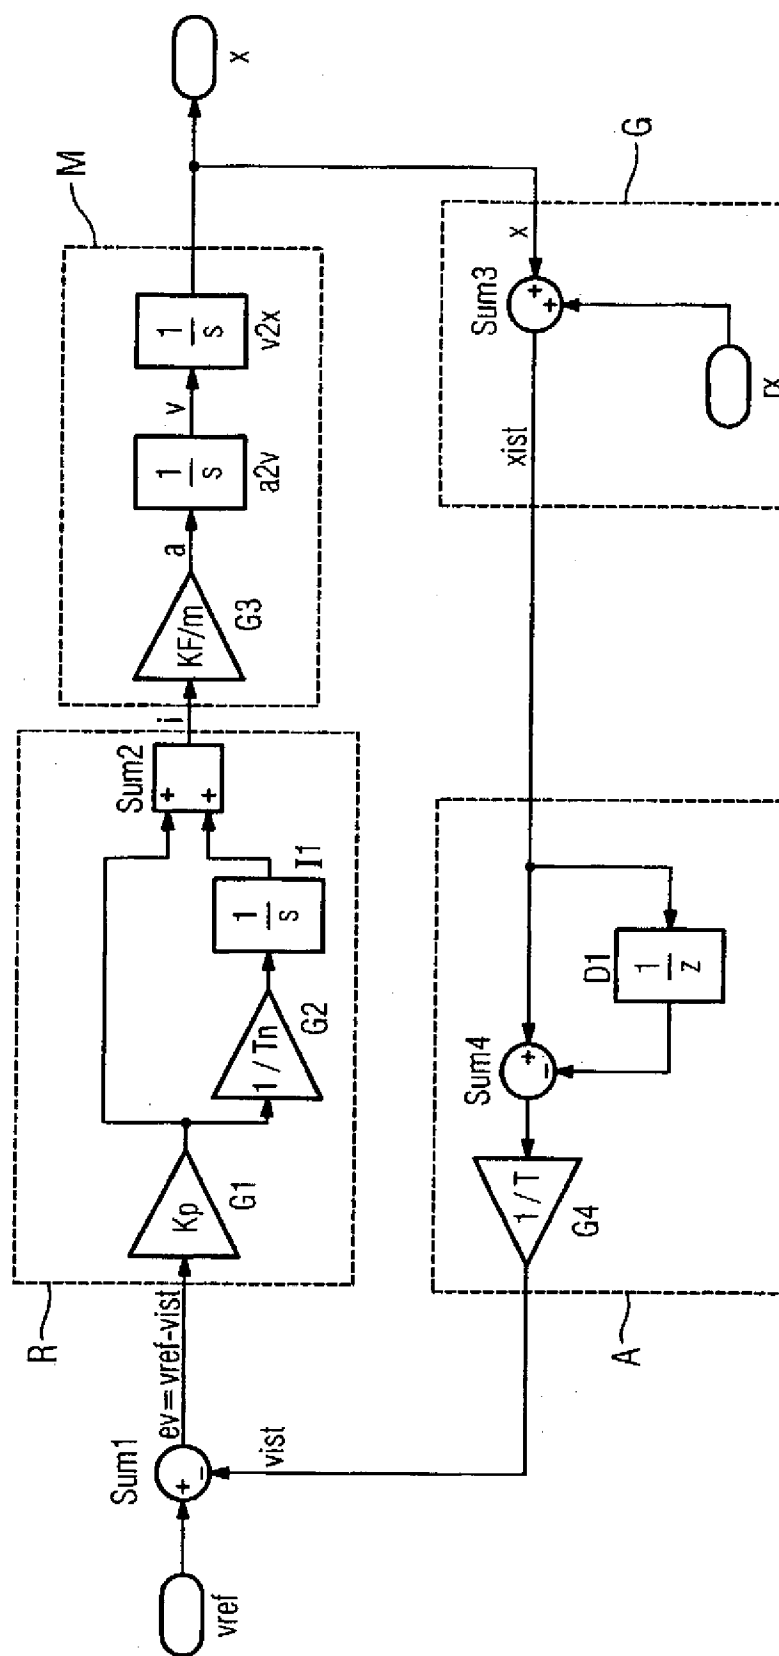 vref
Sum1
ev=vref-vist
R
Kp
G1
1/Tn
G2
1
s
I1
Sum2
i
KF/m
G3
a
1
s
a2v
v
1
s
v2x
M
x
vist
A
1/T
G4
Sum4
D1
1
z
xist
Sum3
x
rx
G